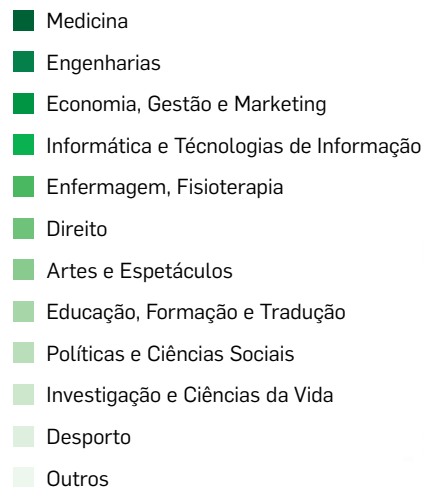 Medicina
Engenharias
Economia, Gestão e Marketing
Informática e Técnologias de Informação
Enfermagem, Fisioterapia
Direito
Artes e Espetáculos
Educação, Formação e Tradução
Políticas e Ciências Sociais
Investigação e Ciências da Vida
Desporto
Outros